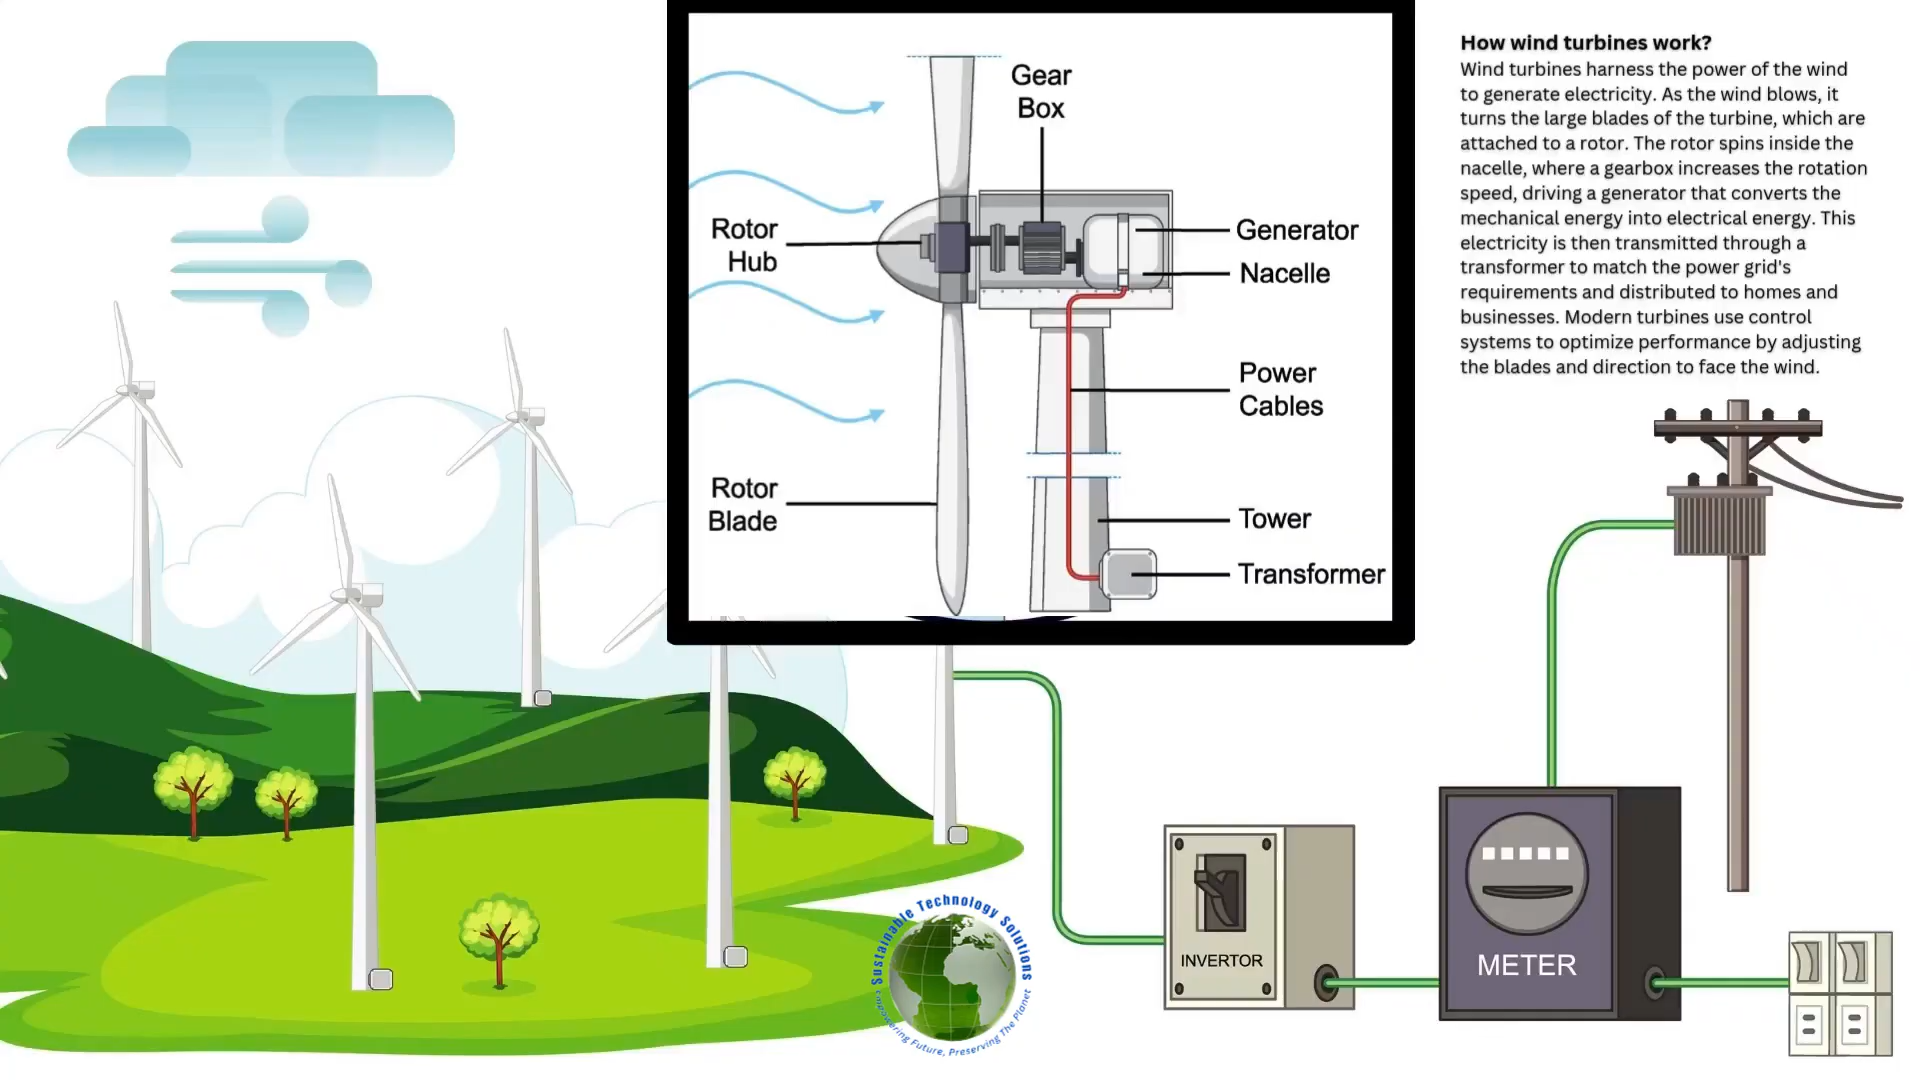 How wind turbines work?
Wind turbines harness the power of the wind
to generate electricity. As the wind blows, it
turns the large blades of the turbine, which are
attached to a rotor. The rotor spins inside the
nacelle, where a gearbox increases the rotation
speed, driving a generator that converts the
mechanical energy into electrical energy. This
electricity is then transmitted through a
transformer to match the power grid's
requirements and distributed to homes and
businesses. Modern turbines use control
systems to optimize performance by adjusting
the blades and direction to face the wind.
Gear
Box
Rotor
Hub
Generator
Nacelle
Power
Cables
Rotor
Blade
Tower
Transformer
INVERTOR
METER
Sustainable Technology Solutions
Empowering Future, Preserving The Planet